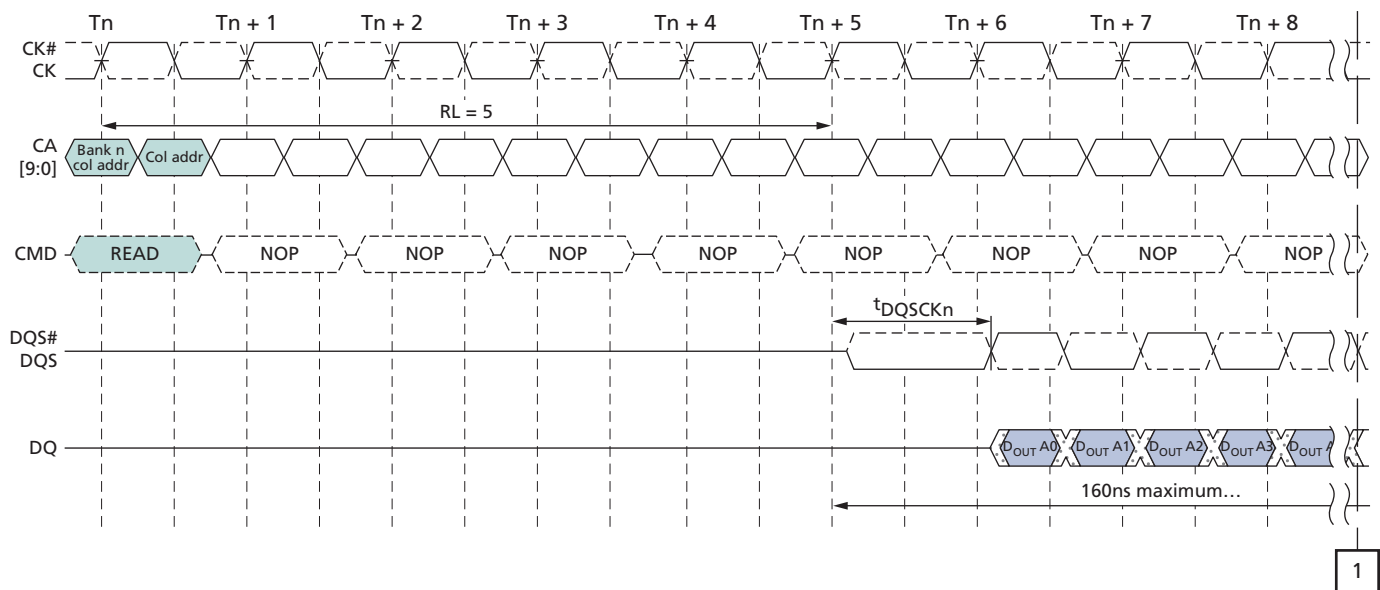 Tn Tn + 1 Tn + 2 Tn + 3 Tn + 4 Tn + 5 Tn + 6 Tn + 7 Tn + 8
CK#
CK
RL = 5
CA
[9:0]
Bank n
col addr
Col addr
CMD READ NOP NOP NOP NOP NOP NOP NOP NOP
tDQSCKn
DQS#
DQS
DQ DOUT A0 DOUT A1 DOUT A2 DOUT A3 DOUT A
160ns maximum…
1